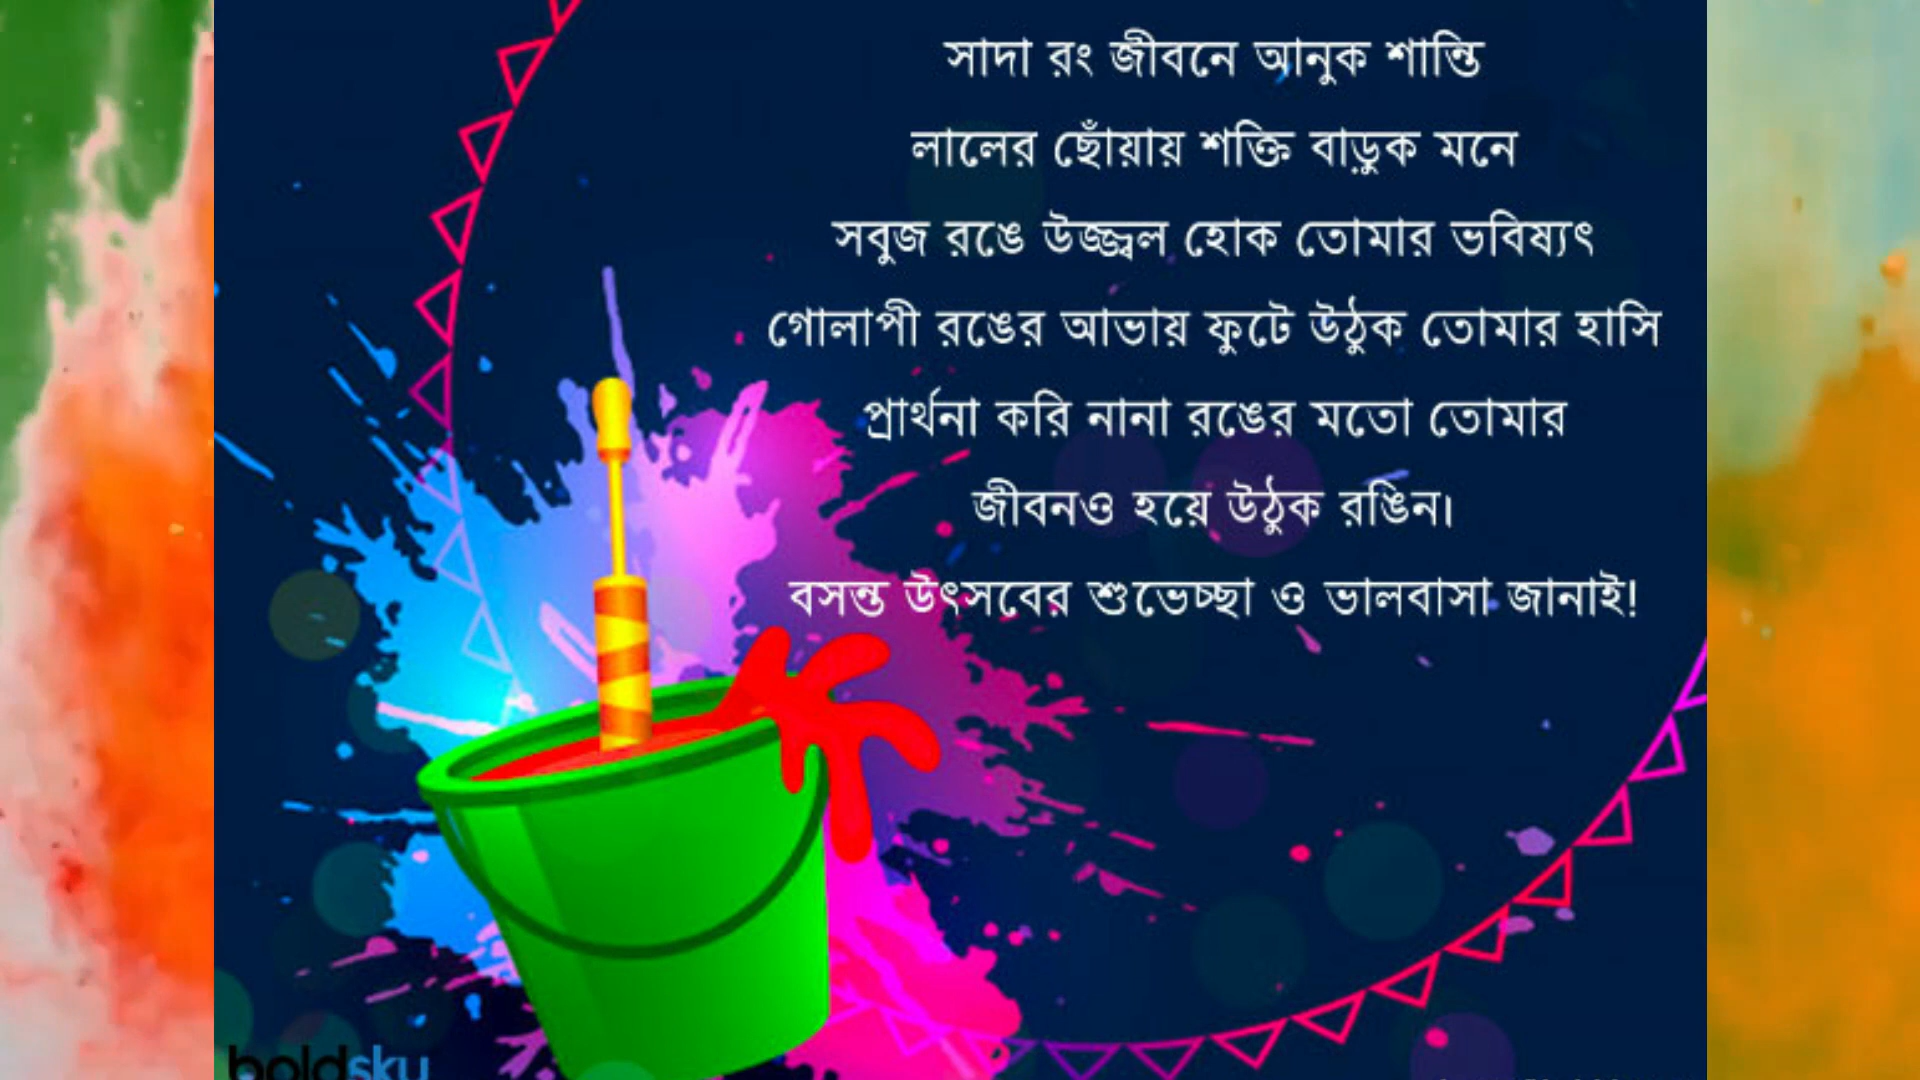 সাদা রং জীবনে আনুক শান্তি
লালের ছোঁয়ায় শক্তি বাড়ুক মনে
সবুজ রঙে উজ্জ্বল হোক তোমার ভবিষ্যৎ
গোলাপী রঙের আভায় ফুটে উঠুক তোমার হাসি
প্রার্থনা করি নানা রঙের মতো তোমার
জীবনও হয়ে উঠুক রঙিন।
বসন্ত উৎসবের শুভেচ্ছা ও ভালবাসা জানাই!
boldsky